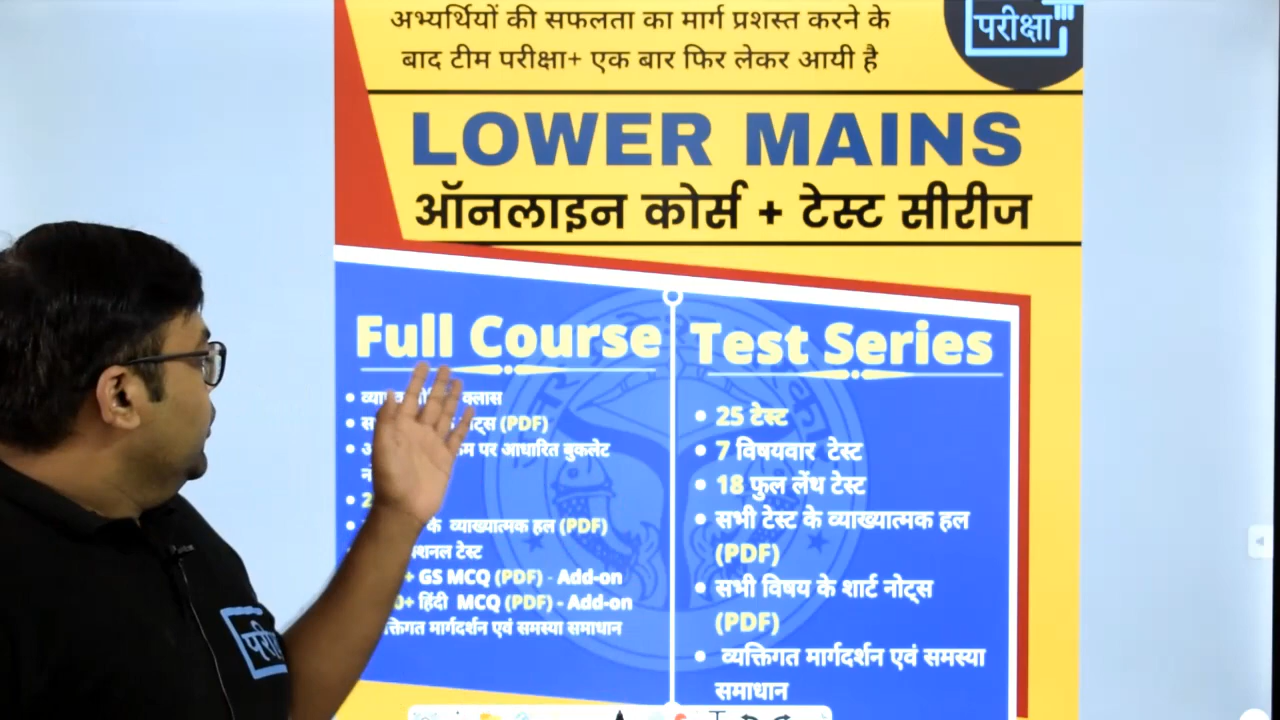 अभ्यर्थियों की सफलता का मार्ग प्रशस्त करने के
बाद टीम परीक्षा+ एक बार फिर लेकर आयी है
परीक्षा
LOWER MAINS
ऑनलाइन कोर्स + टेस्ट सीरीज
Full Course
क्लास
(PDF)
पर आधारित बुकलेट
के व्याख्यात्मक हल (PDF)
टेस्ट
+ GS MCQ (PDF) - Add-on
0+ हिंदी MCQ (PDF) - Add-on
मार्गदर्शन एवं समस्या समाधान
Test Series
• 25 टेस्ट
• 7 विषयवार टेस्ट
• 18 फुल लेंथ टेस्ट
• सभी टेस्ट के व्याख्यात्मक हल
(PDF)
• सभी विषय के शार्ट नोट्स
(PDF)
• व्यक्तिगत मार्गदर्शन एवं समस्या
समाधान